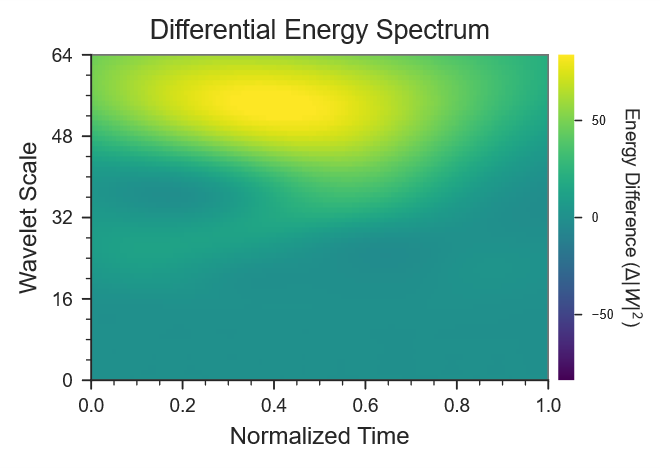 Differential Energy Spectrum
64
48
32
16
0
Wavelet Scale
0.0 0.2 0.4 0.6 0.8 1.0
Normalized Time
50
0
−50
Energy Difference (Δ|W|²)